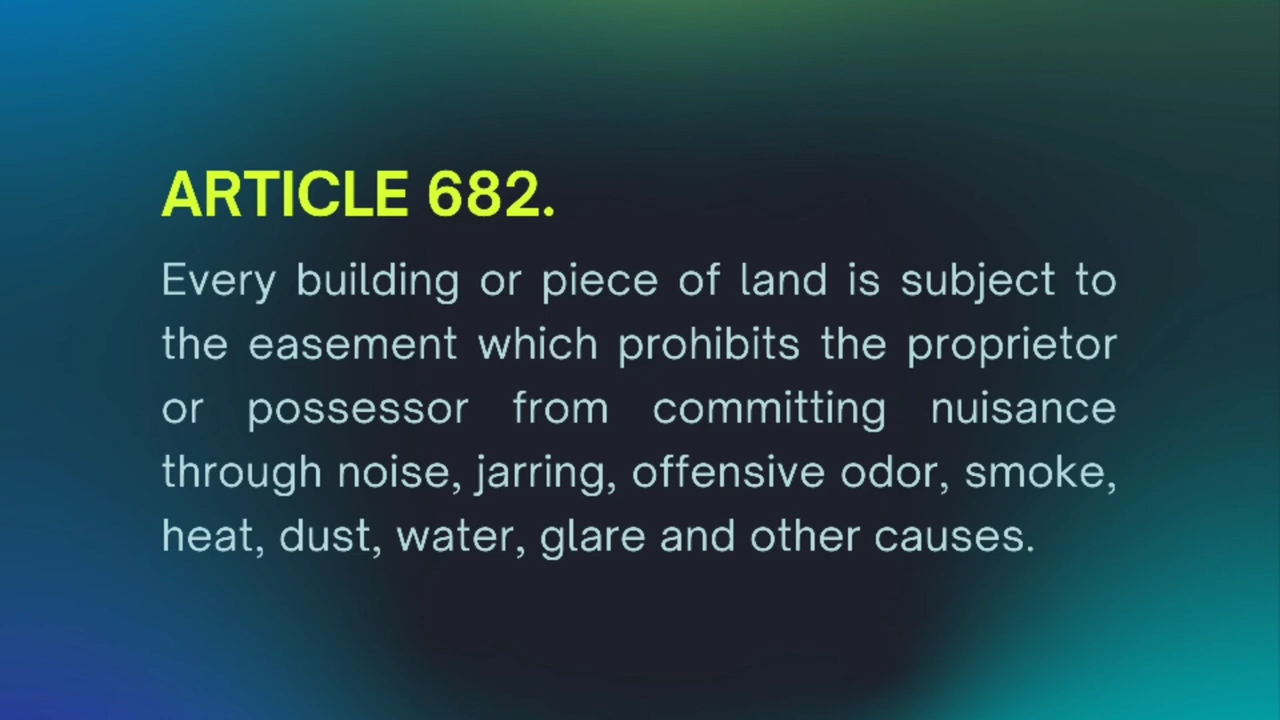 ARTICLE 682.
Every building or piece of land is subject to
the easement which prohibits the proprietor
or possessor from committing nuisance
through noise, jarring, offensive odor, smoke,
heat, dust, water, glare and other causes.